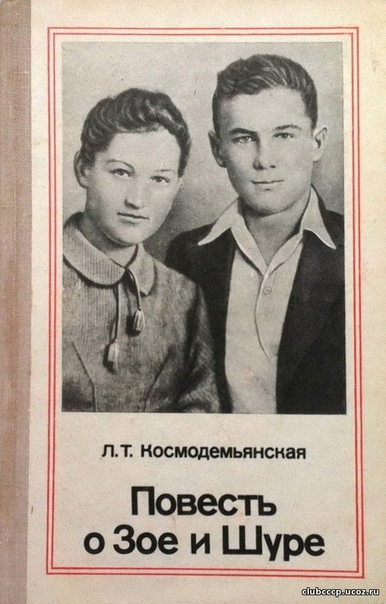 Л.Т. Космодемьянская
Повесть
о Зое и Шуре
clubcccp.ucoz.ru